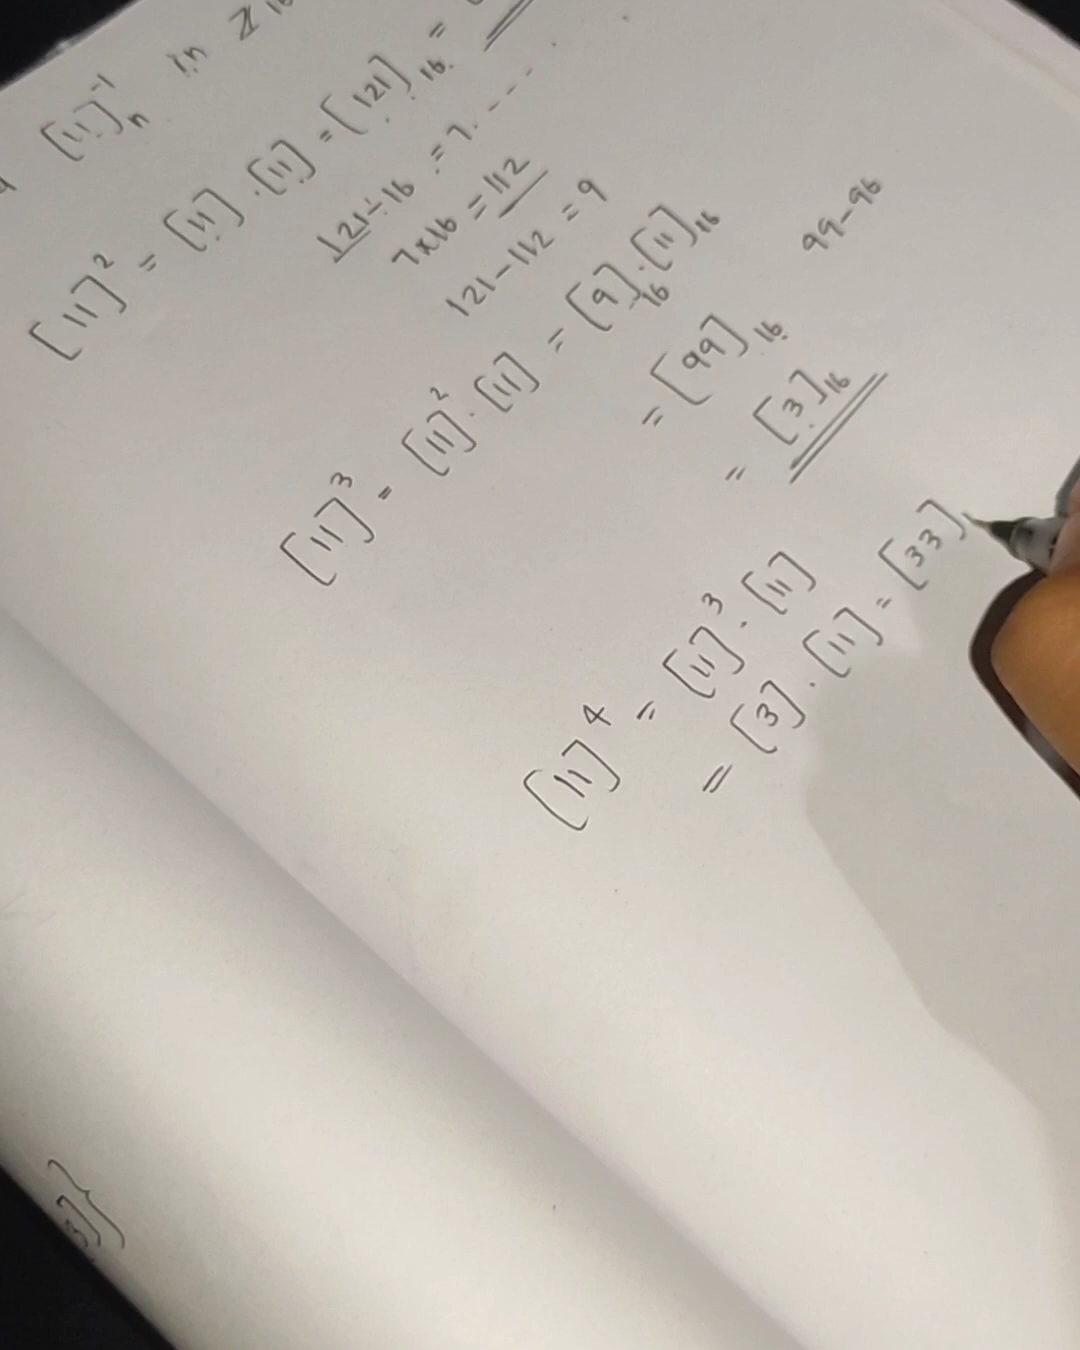 [11]⁻¹ₙ in Z₁₆
[11]² = [11] · [11] = [121]₁₆ =
121÷16 = 7. - - -
7×16 = 112
121-112 = 9
[11]³ = [11]² · [11] = [9]₁₆ · [11]₁₆
= [99]₁₆ 99-96
= [3]₁₆
[11]⁴ = [11]³ · [11]
= [3] · [11] = [33]
3]}